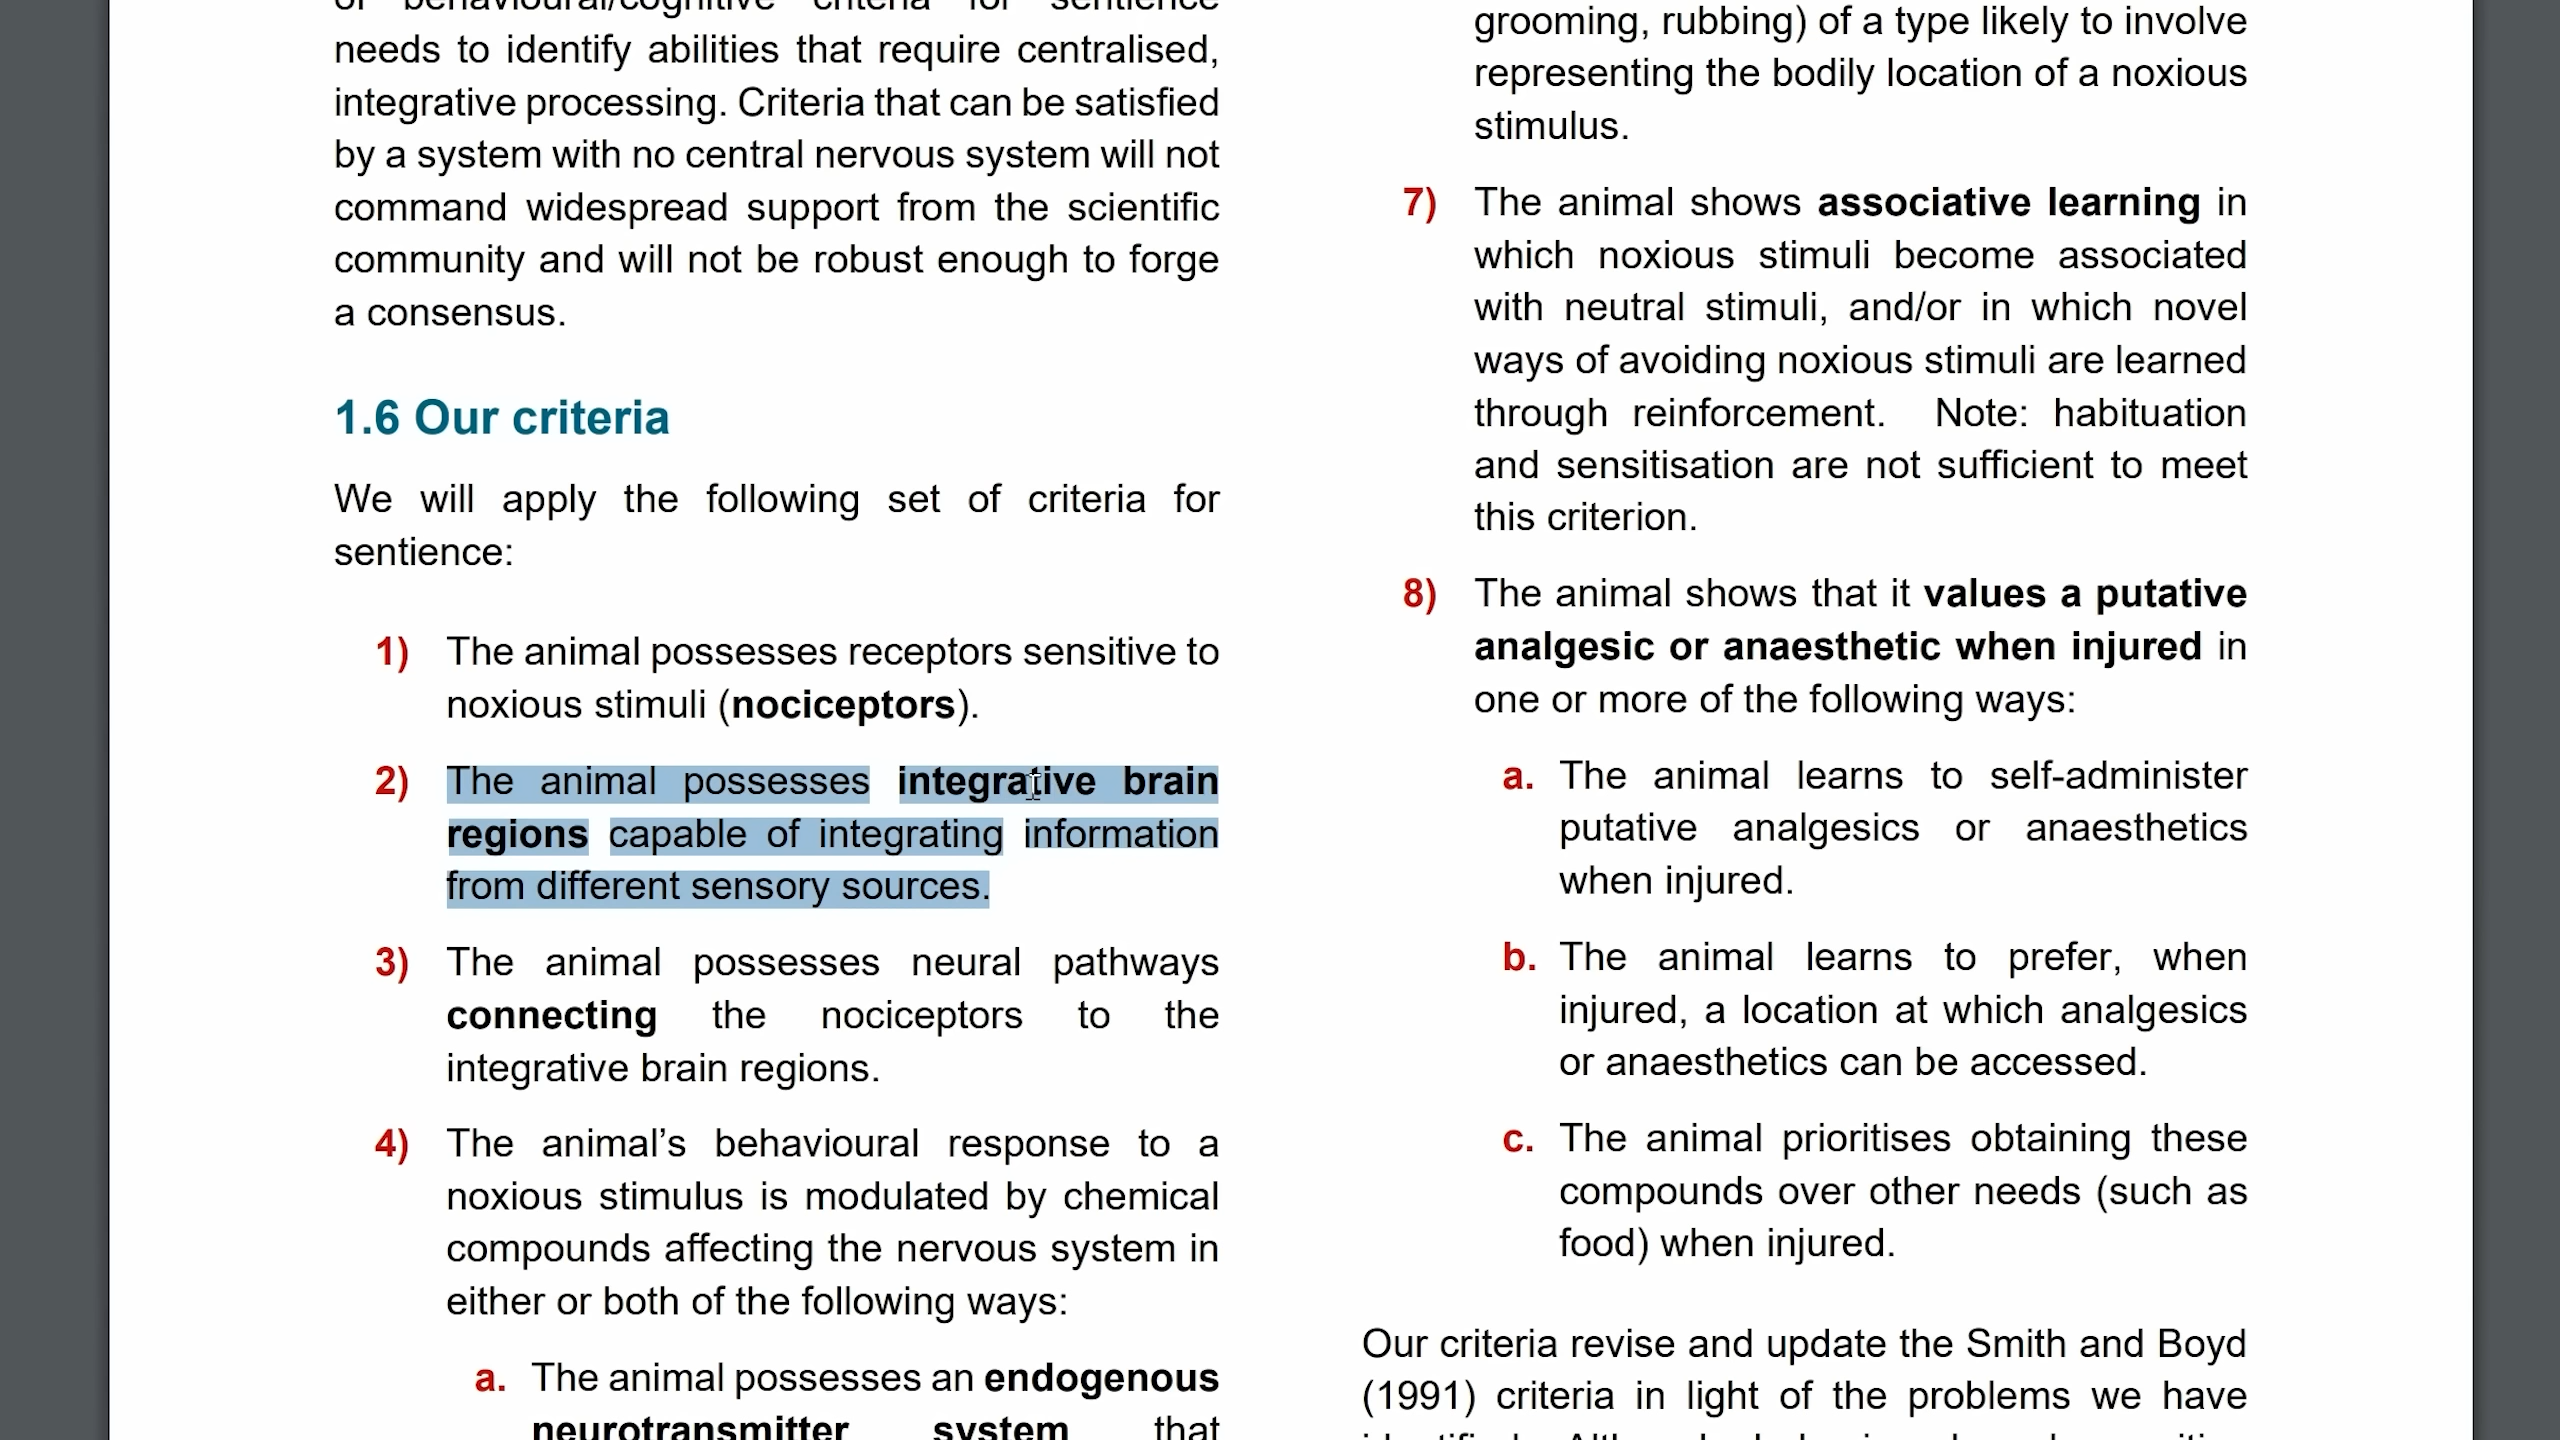 of behavioural/cognitive criteria for sentience
needs to identify abilities that require centralised,
integrative processing. Criteria that can be satisfied
by a system with no central nervous system will not
command widespread support from the scientific
community and will not be robust enough to forge
a consensus.
1.6 Our criteria
We will apply the following set of criteria for
sentience:
1) The animal possesses receptors sensitive to
noxious stimuli (nociceptors).
2) The animal possesses integrative brain
regions capable of integrating information
from different sensory sources.
3) The animal possesses neural pathways
connecting the nociceptors to the
integrative brain regions.
4) The animal’s behavioural response to a
noxious stimulus is modulated by chemical
compounds affecting the nervous system in
either or both of the following ways:
a. The animal possesses an endogenous
neurotransmitter system that
grooming, rubbing) of a type likely to involve
representing the bodily location of a noxious
stimulus.
7) The animal shows associative learning in
which noxious stimuli become associated
with neutral stimuli, and/or in which novel
ways of avoiding noxious stimuli are learned
through reinforcement. Note: habituation
and sensitisation are not sufficient to meet
this criterion.
8) The animal shows that it values a putative
analgesic or anaesthetic when injured in
one or more of the following ways:
a. The animal learns to self-administer
putative analgesics or anaesthetics
when injured.
b. The animal learns to prefer, when
injured, a location at which analgesics
or anaesthetics can be accessed.
c. The animal prioritises obtaining these
compounds over other needs (such as
food) when injured.
Our criteria revise and update the Smith and Boyd
(1991) criteria in light of the problems we have